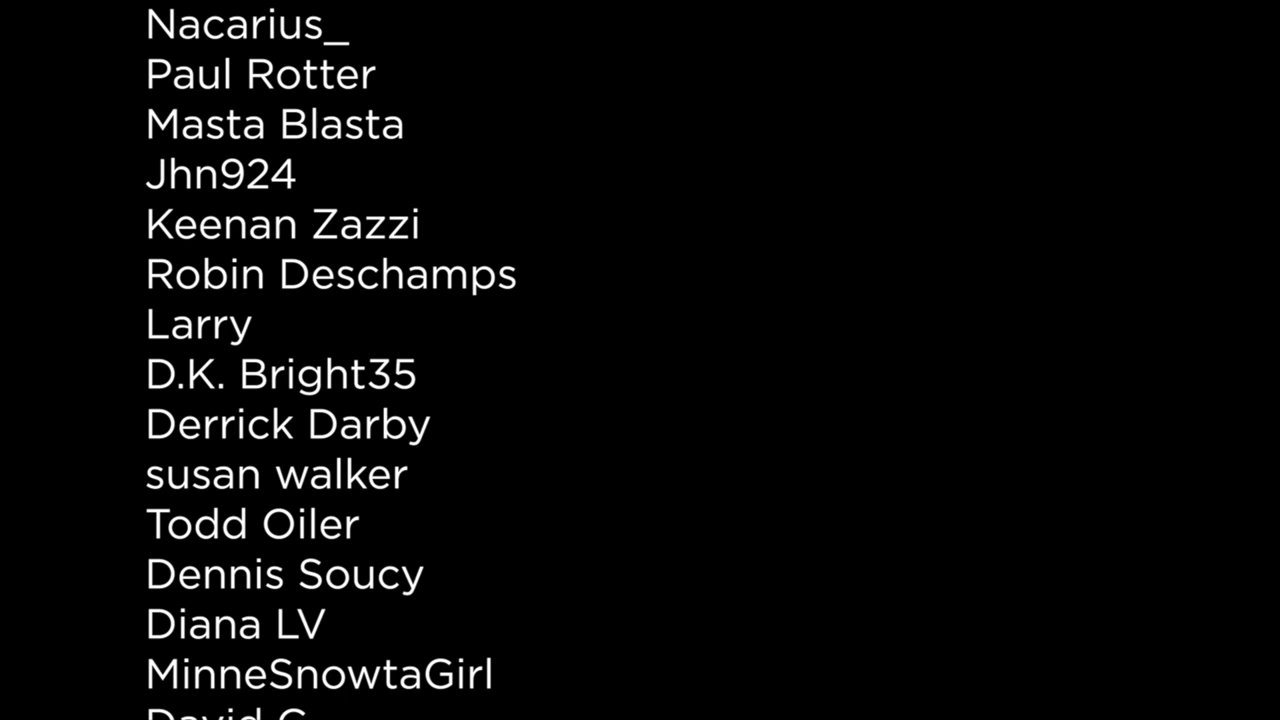 Nacarius_
Paul Rotter
Masta Blasta
Jhn924
Keenan Zazzi
Robin Deschamps
Larry
D.K. Bright35
Derrick Darby
susan walker
Todd Oiler
Dennis Soucy
Diana LV
MinneSnowtaGirl
David